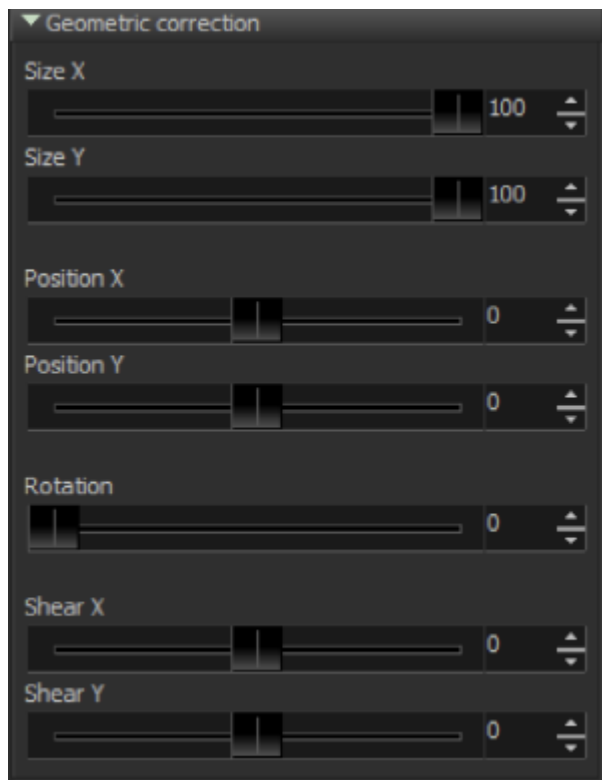 Geometric correction
Size X
100
Size Y
100
Position X
0
Position Y
0
Rotation
0
Shear X
0
Shear Y
0